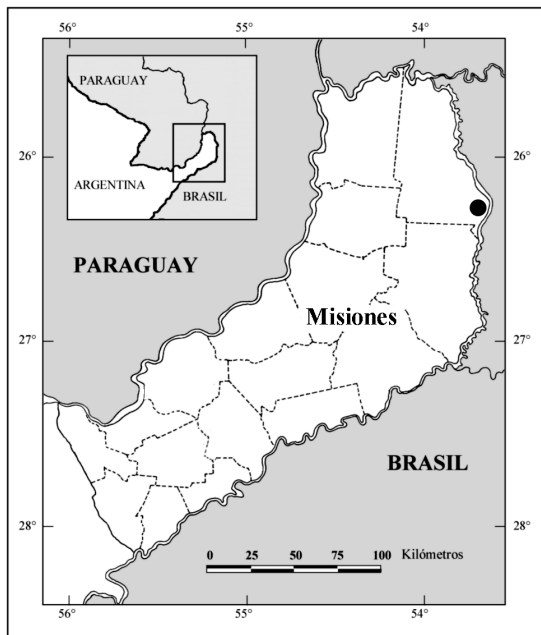 56° 55° 54°
PARAGUAY
ARGENTINA
BRASIL
26° 26°
PARAGUAY
Misiones
27° 27°
BRASIL
28° 28°
0 25 50 75 100 Kilómetros
56° 55° 54°